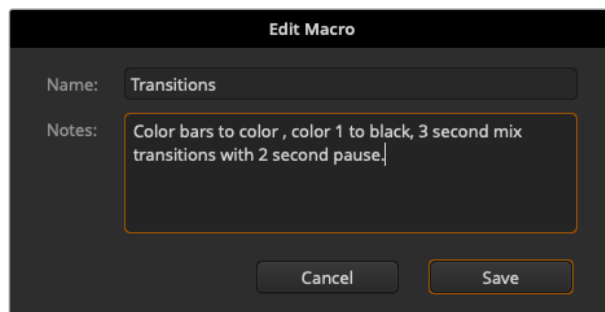 Edit Macro
Name: Transitions
Notes: Color bars to color , color 1 to black, 3 second mix
transitions with 2 second pause.
Cancel Save